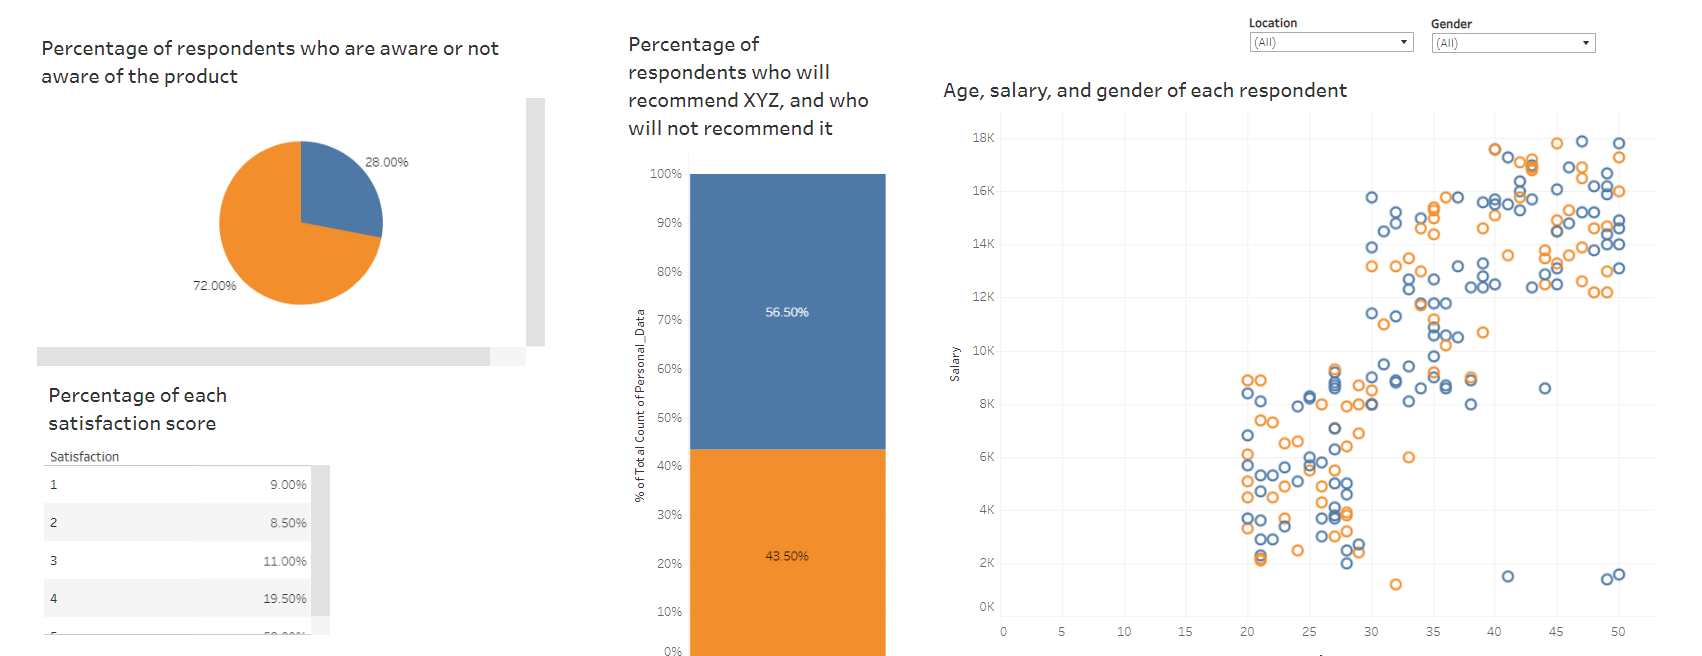 Location
Gender
(All)
(All)
Percentage of respondents who are aware or not
aware of the product
28.00%
72.00%
Percentage of each
satisfaction score
Satisfaction
1 9.00%
2 8.50%
3 11.00%
4 19.50%
Percentage of
respondents who will
recommend XYZ, and who
will not recommend it
% of Total Count of Personal_Data
100%
90%
80%
70%
60%
50%
40%
30%
20%
10%
0%
56.50%
43.50%
Age, salary, and gender of each respondent
Salary
18K
16K
14K
12K
10K
8K
6K
4K
2K
0K
0 5 10 15 20 25 30 35 40 45 50